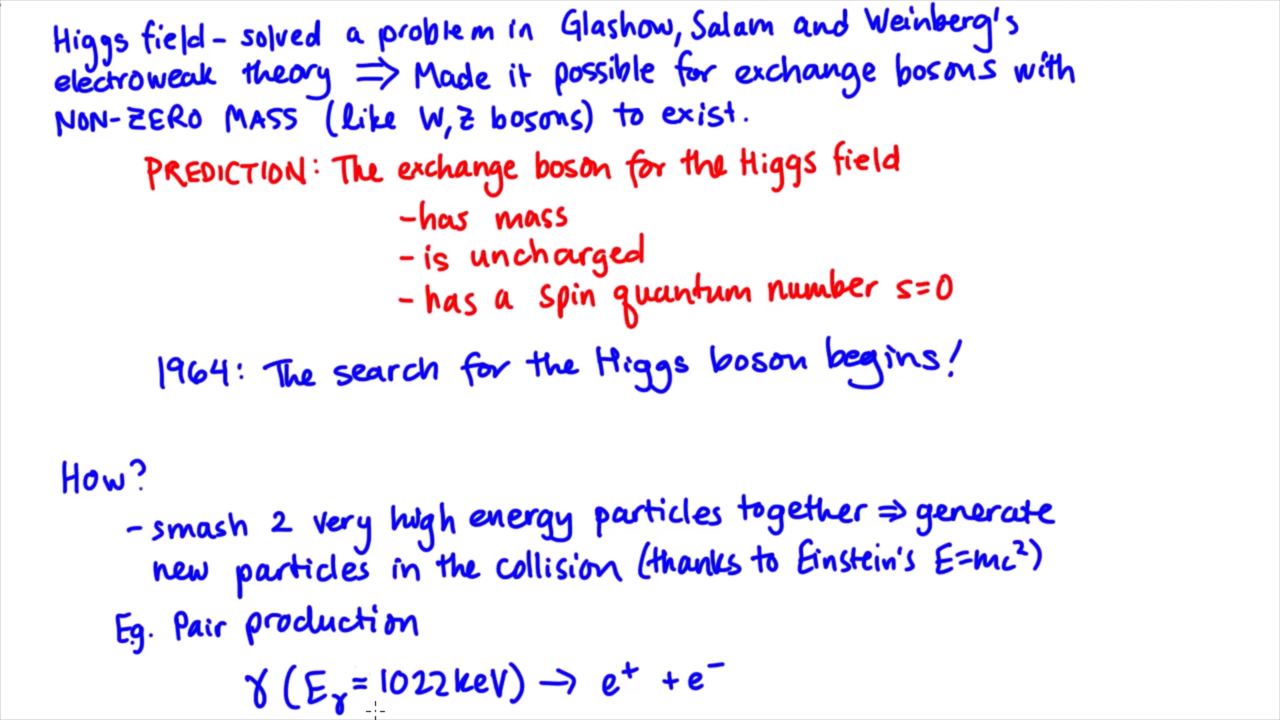 Higgs field - solved a problem in Glashow, Salam and Weinberg's
electroweak theory ⇒ Made it possible for exchange bosons with
NON-ZERO MASS (like W,Z bosons) to exist.
PREDICTION: The exchange boson for the Higgs field
- has mass
- is uncharged
- has a spin quantum number s=0
1964: The search for the Higgs boson begins!
How?
- smash 2 very high energy particles together ⇒ generate
new particles in the collision (thanks to Einstein's E=mc²)
Eg. Pair production
γ (Eᵧ = 1022 keV) → e⁺ + e⁻